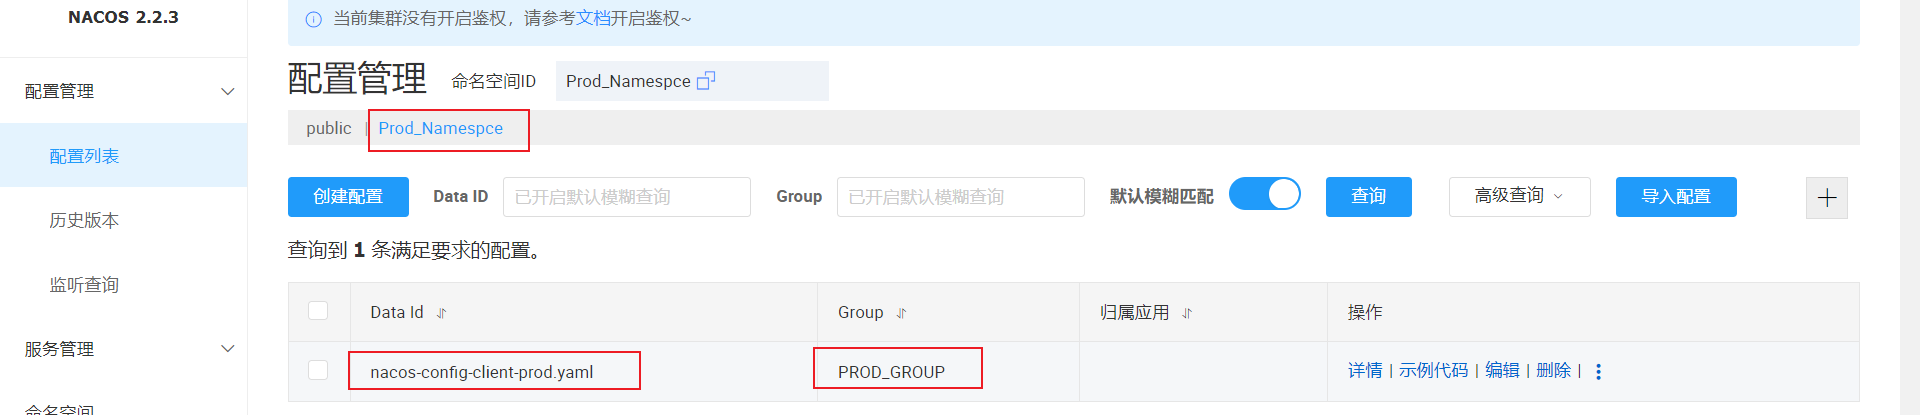 NACOS 2.2.3
当前集群没有开启鉴权，请参考文档开启鉴权~
配置管理 命名空间ID Prod_Namespce
public | Prod_Namespce
配置管理
配置列表
历史版本
监听查询
服务管理
命名空间
创建配置 Data ID 已开启默认模糊查询 Group 已开启默认模糊查询 默认模糊匹配 查询 高级查询 导入配置
查询到 1 条满足要求的配置。
Data Id Group 归属应用 操作
nacos-config-client-prod.yaml PROD_GROUP 详情 | 示例代码 | 编辑 | 删除 |